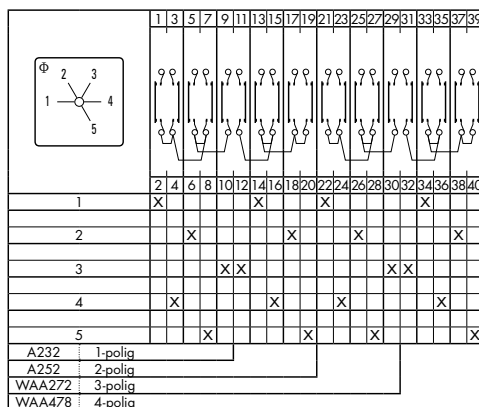 1 3 5 7 9 11 13 15 17 19 21 23 25 27 29 31 33 35 37 39
Φ
2 3
1 4
5
2 4 6 8 10 12 14 16 18 20 22 24 26 28 30 32 34 36 38 40
1 X X X X
2 X X X X
3 X X X X
4 X X X X
5 X X X X
A232 1-polig
A252 2-polig
WAA272 3-polig
WAA478 4-polig